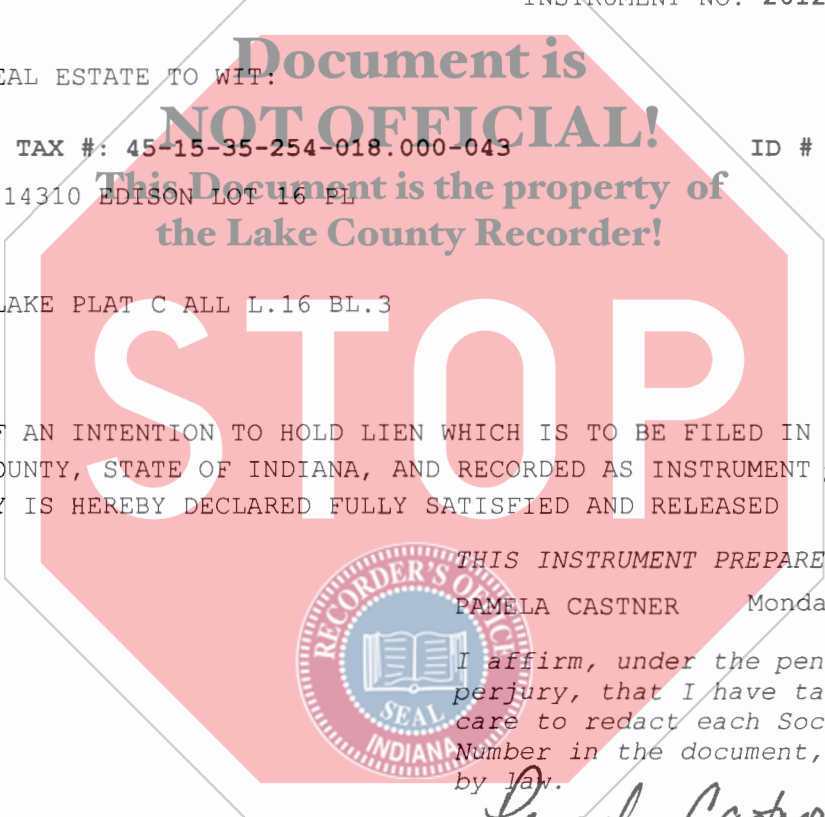 INSTRUMENT NO. 2012
Document is
EAL ESTATE TO WIT:
NOT OFFICIAL!
TAX #: 45-15-35-254-018.000-043 ID #
This Document is the property of
14310 EDISON LOT 16 PL
the Lake County Recorder!
LAKE PLAT C ALL L.16 BL.3
STOP
F AN INTENTION TO HOLD LIEN WHICH IS TO BE FILED IN
OUNTY, STATE OF INDIANA, AND RECORDED AS INSTRUMENT
Y IS HEREBY DECLARED FULLY SATISFIED AND RELEASED
THIS INSTRUMENT PREPARE
RECORDER'S OFFICE
PAMELA CASTNER Monda
I affirm, under the pen
perjury, that I have ta
care to redact each Soc
SEAL
Number in the document,
INDIANA
by law.